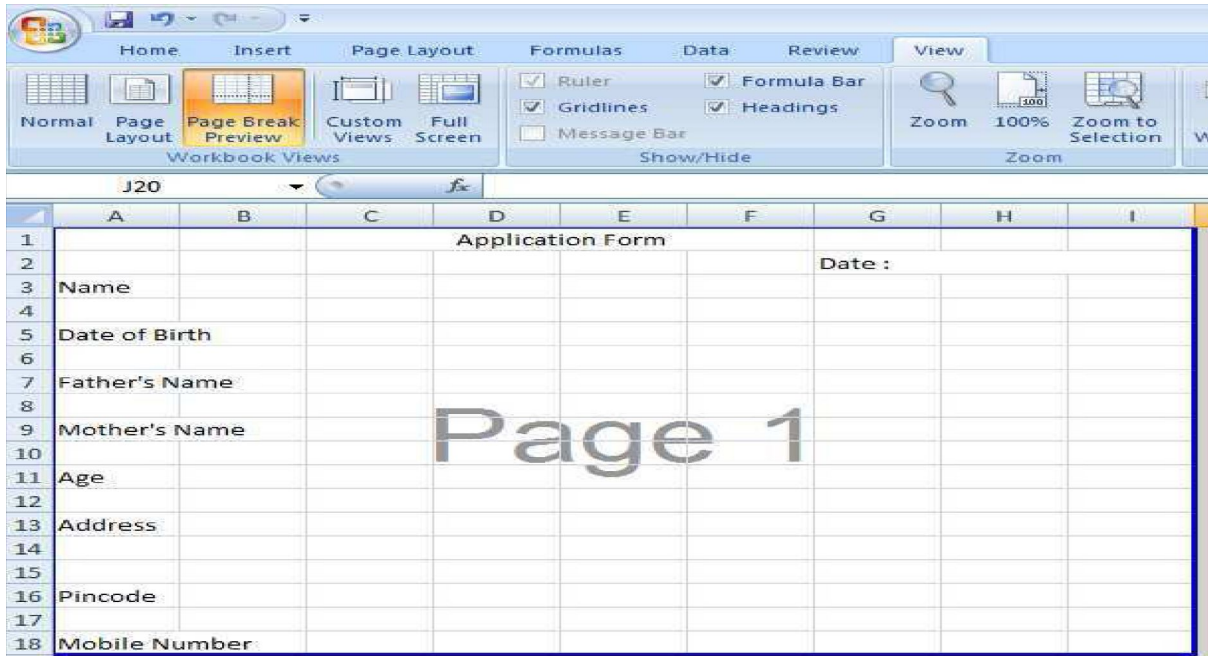 Home Insert Page Layout Formulas Data Review View
Normal Page Layout Page Break Preview Custom Views Full Screen
Ruler Formula Bar
Gridlines Headings
Message Bar
Zoom 100% Zoom to Selection
Workbook Views Show/Hide Zoom
J20 fx
A B C D E F G H I
1 Application Form
2 Date :
3 Name
4
5 Date of Birth
6
7 Father's Name
8
9 Mother's Name
Page 1
10
11 Age
12
13 Address
14
15
16 Pincode
17
18 Mobile Number